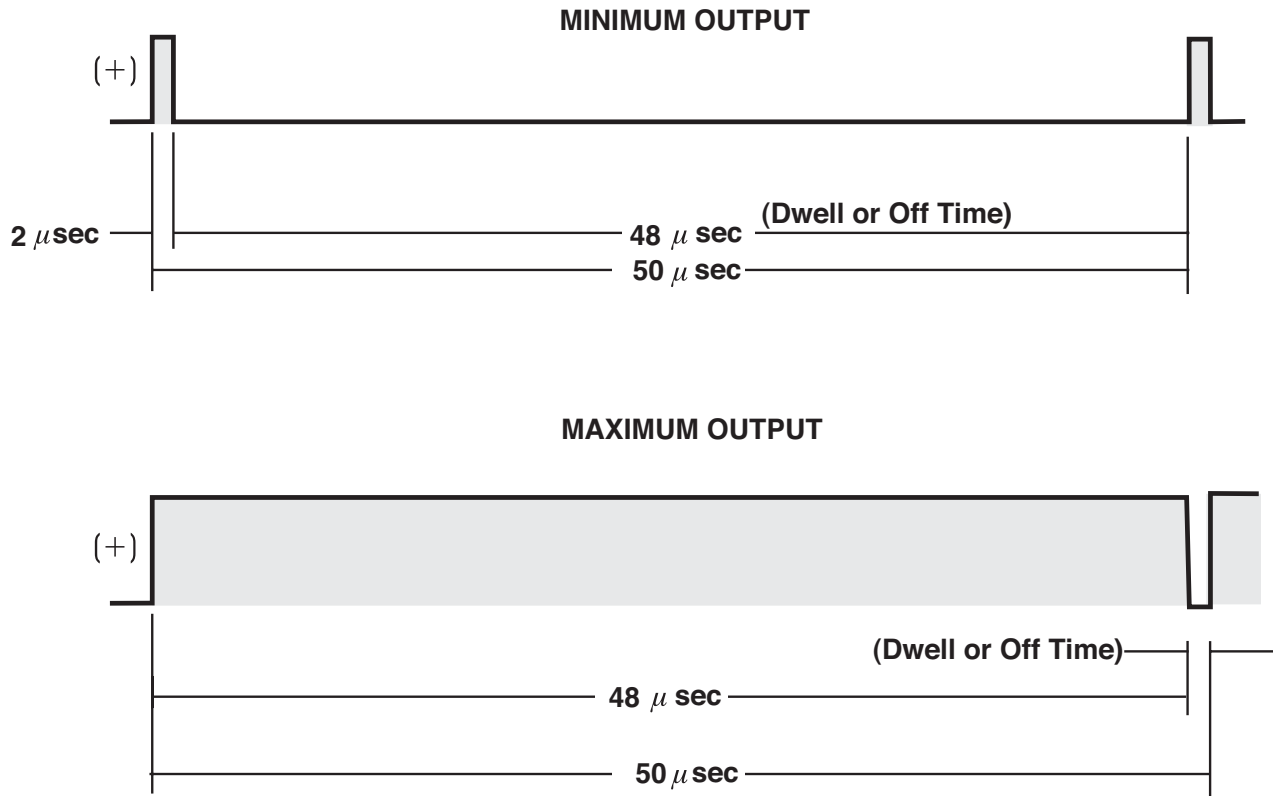 MINIMUM OUTPUT
(+)
(Dwell or Off Time)
2 μsec
48 μ sec
50 μ sec
MAXIMUM OUTPUT
(+)
(Dwell or Off Time)
48 μ sec
50 μsec